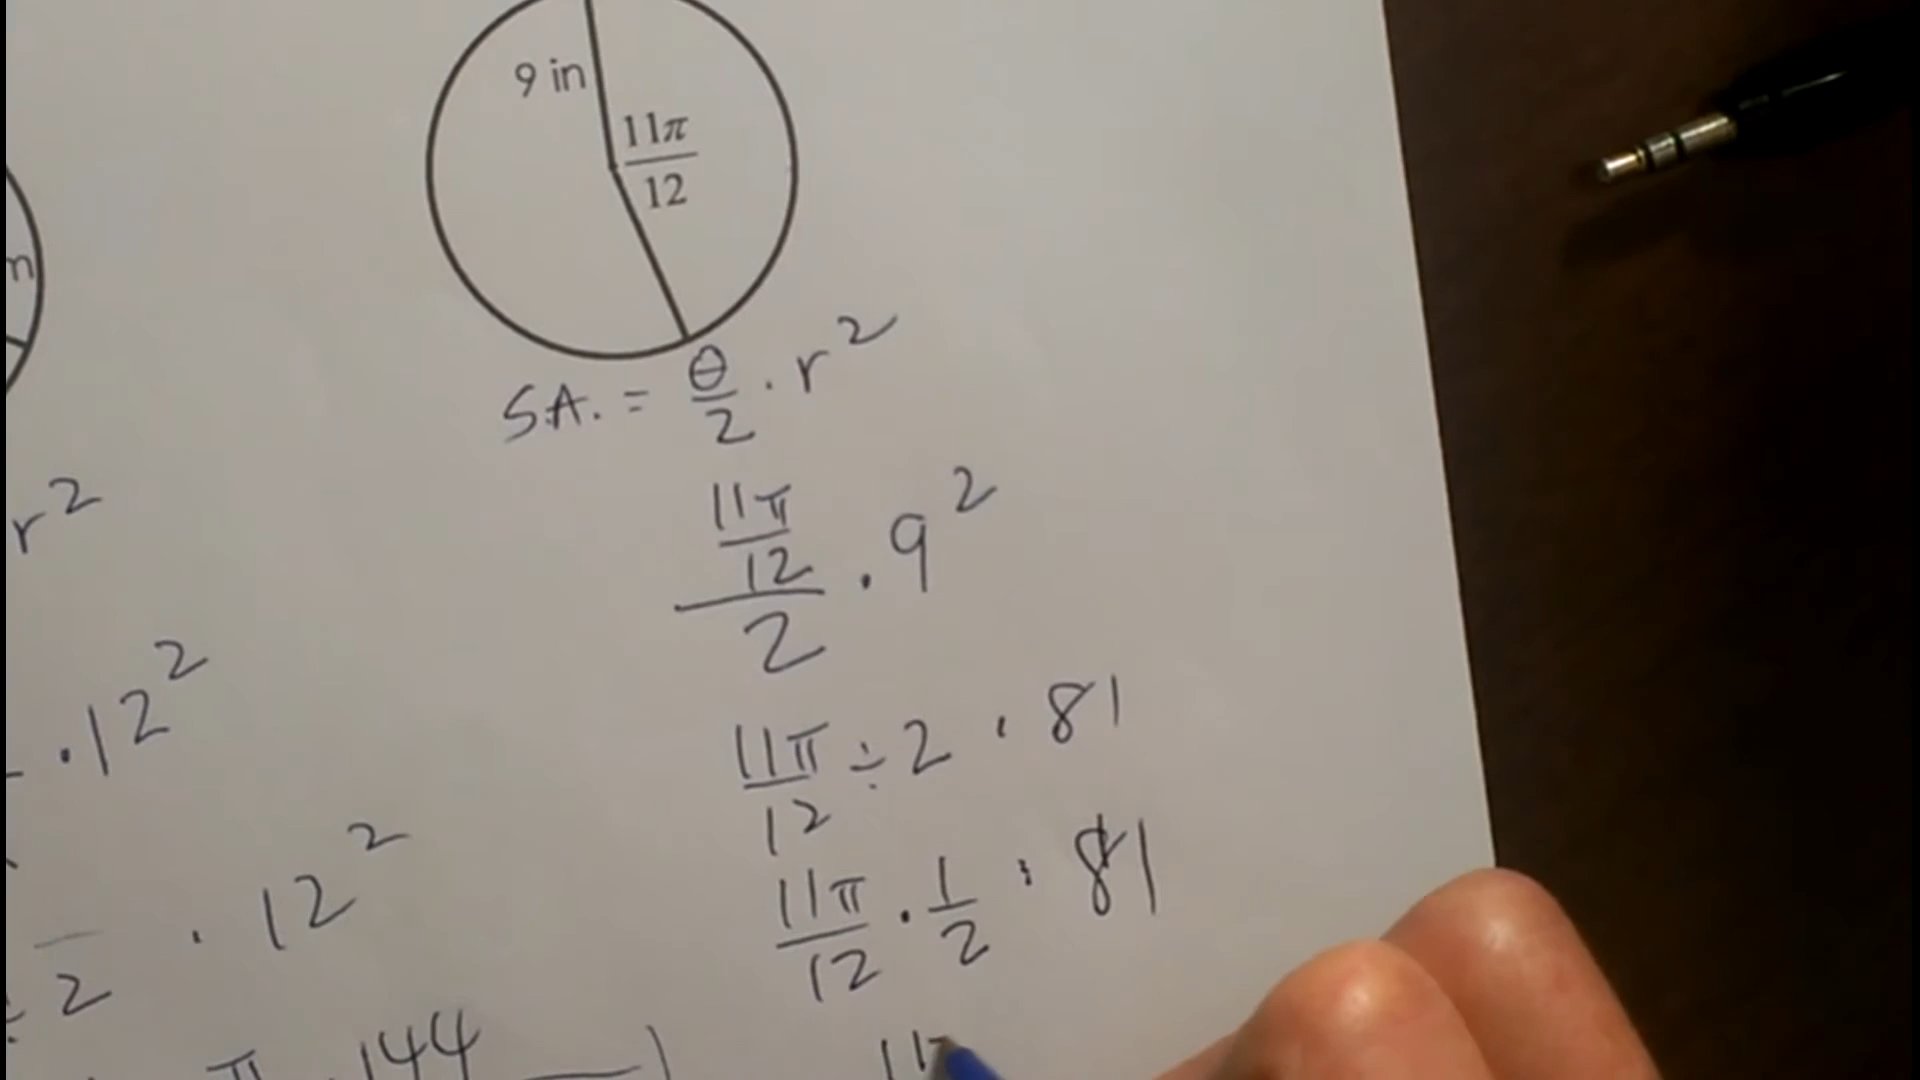 9 in
11π
12
n
S.A. = θ/2 · r²
r²
11π/12 / 2 · 9²
· 12²
11π/12 ÷ 2 · 81
· 12²
2
11π/12 · 1/2 · 81
π · 144
11